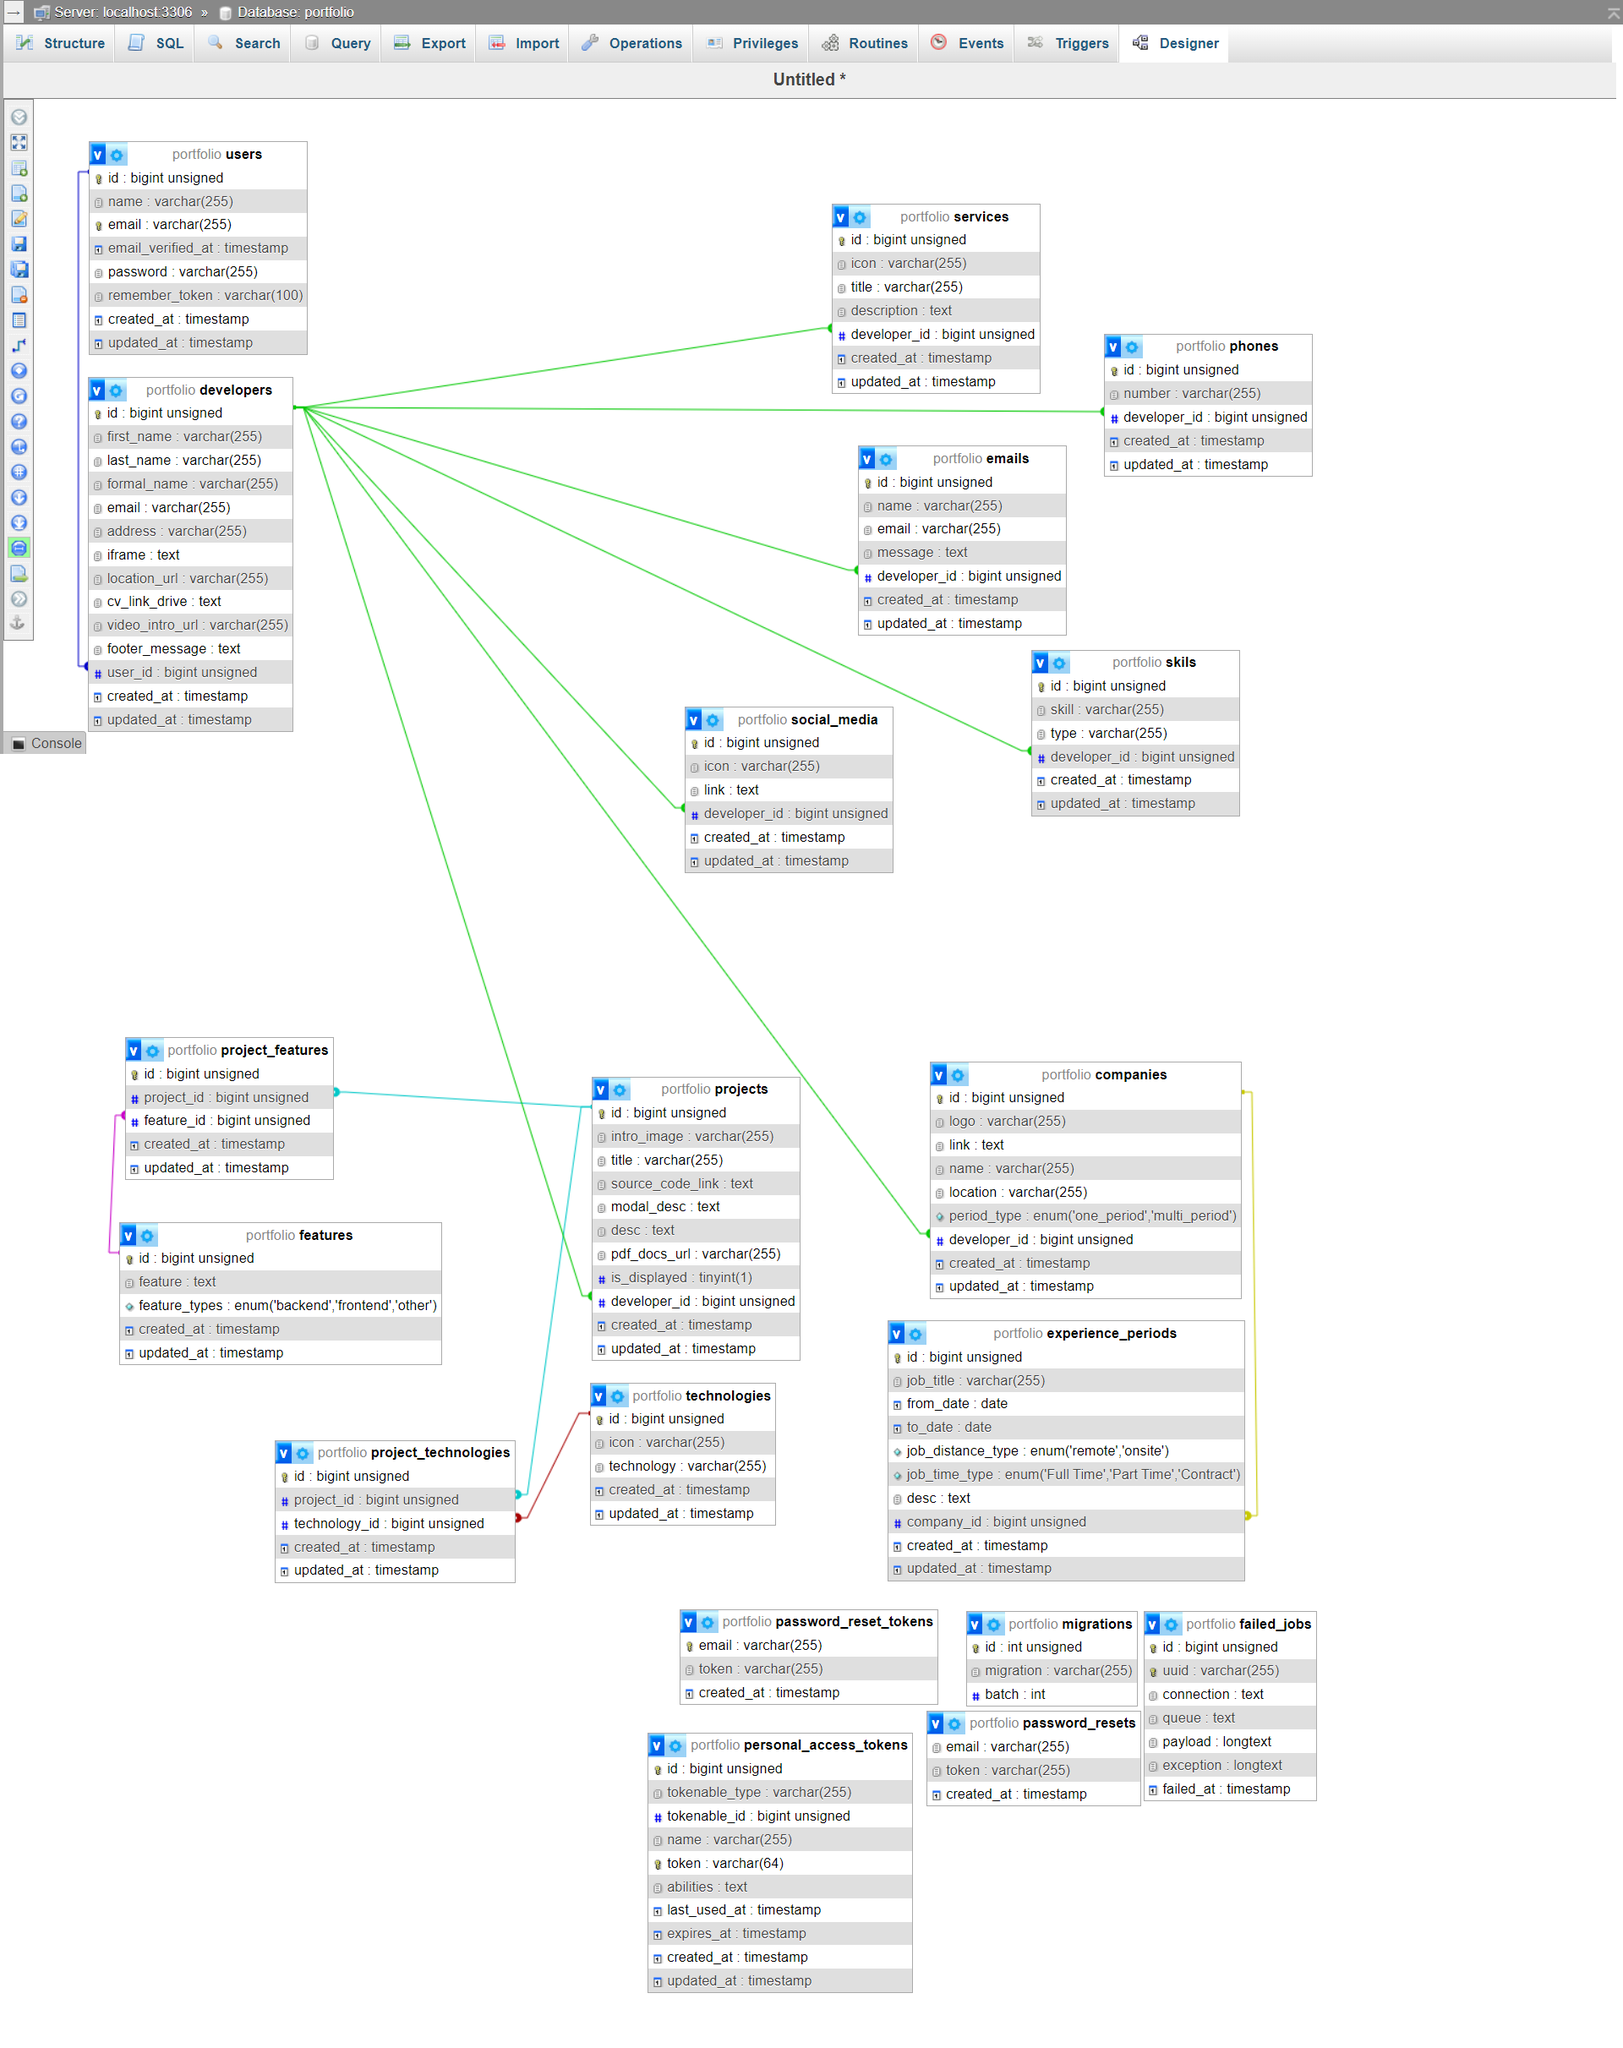 Server: localhost:3306 » Database: portfolio
Structure SQL Search Query Export Import Operations Privileges Routines Events Triggers Designer
Untitled *
portfolio users
id : bigint unsigned
name : varchar(255)
email : varchar(255)
email_verified_at : timestamp
password : varchar(255)
remember_token : varchar(100)
created_at : timestamp
updated_at : timestamp
portfolio developers
id : bigint unsigned
first_name : varchar(255)
last_name : varchar(255)
formal_name : varchar(255)
email : varchar(255)
address : varchar(255)
iframe : text
location_url : varchar(255)
cv_link_drive : text
video_intro_url : varchar(255)
footer_message : text
user_id : bigint unsigned
created_at : timestamp
updated_at : timestamp
Console
portfolio services
id : bigint unsigned
icon : varchar(255)
title : varchar(255)
description : text
developer_id : bigint unsigned
created_at : timestamp
updated_at : timestamp
portfolio phones
id : bigint unsigned
number : varchar(255)
developer_id : bigint unsigned
created_at : timestamp
updated_at : timestamp
portfolio emails
id : bigint unsigned
name : varchar(255)
email : varchar(255)
message : text
developer_id : bigint unsigned
created_at : timestamp
updated_at : timestamp
portfolio skils
id : bigint unsigned
skill : varchar(255)
type : varchar(255)
developer_id : bigint unsigned
created_at : timestamp
updated_at : timestamp
portfolio social_media
id : bigint unsigned
icon : varchar(255)
link : text
developer_id : bigint unsigned
created_at : timestamp
updated_at : timestamp
portfolio project_features
id : bigint unsigned
project_id : bigint unsigned
feature_id : bigint unsigned
created_at : timestamp
updated_at : timestamp
portfolio features
id : bigint unsigned
feature : text
feature_types : enum('backend','frontend','other')
created_at : timestamp
updated_at : timestamp
portfolio projects
id : bigint unsigned
intro_image : varchar(255)
title : varchar(255)
source_code_link : text
modal_desc : text
desc : text
pdf_docs_url : varchar(255)
is_displayed : tinyint(1)
developer_id : bigint unsigned
created_at : timestamp
updated_at : timestamp
portfolio companies
id : bigint unsigned
logo : varchar(255)
link : text
name : varchar(255)
location : varchar(255)
period_type : enum('one_period','multi_period')
developer_id : bigint unsigned
created_at : timestamp
updated_at : timestamp
portfolio experience_periods
id : bigint unsigned
job_title : varchar(255)
from_date : date
to_date : date
job_distance_type : enum('remote','onsite')
job_time_type : enum('Full Time','Part Time','Contract')
desc : text
company_id : bigint unsigned
created_at : timestamp
updated_at : timestamp
portfolio technologies
id : bigint unsigned
icon : varchar(255)
technology : varchar(255)
created_at : timestamp
updated_at : timestamp
portfolio project_technologies
id : bigint unsigned
project_id : bigint unsigned
technology_id : bigint unsigned
created_at : timestamp
updated_at : timestamp
portfolio password_reset_tokens
email : varchar(255)
token : varchar(255)
created_at : timestamp
portfolio migrations
id : int unsigned
migration : varchar(255)
batch : int
portfolio failed_jobs
id : bigint unsigned
uuid : varchar(255)
connection : text
queue : text
payload : longtext
exception : longtext
failed_at : timestamp
portfolio password_resets
email : varchar(255)
token : varchar(255)
created_at : timestamp
portfolio personal_access_tokens
id : bigint unsigned
tokenable_type : varchar(255)
tokenable_id : bigint unsigned
name : varchar(255)
token : varchar(64)
abilities : text
last_used_at : timestamp
expires_at : timestamp
created_at : timestamp
updated_at : timestamp